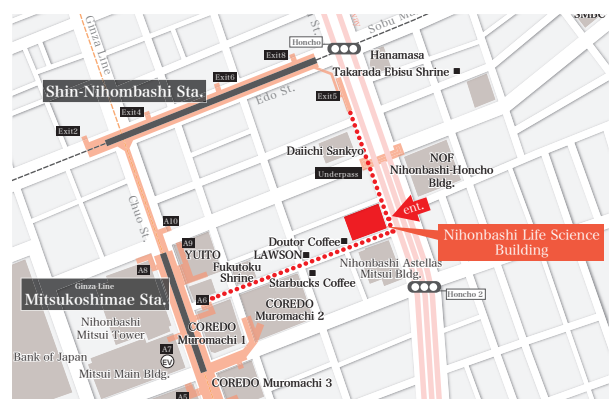 SMBC
Ginza Line
St.
Sobu Ma
Honcho
Hanamasa
Exit8
Takarada Ebisu Shrine
Exit6
Shin-Nihombashi Sta.
Edo St.
Exit5
Exit4
Exit2
Daiichi Sankyo
NOF
Nihonbashi-Honcho
Bldg.
Underpass
Chuo St.
ent.
A10
Nihonbashi Life Science
Building
A9
YUITO
Doutor Coffee
LAWSON
Fukutoku
Shrine
A8
Nihonbashi Astellas
Mitsui Bldg.
Starbucks Coffee
Ginza Line
Mitsukoshimae Sta.
A6
Honcho 2
COREDO
Muromachi 2
Nihonbashi
Mitsui Tower
COREDO
Muromachi 1
A7
EV
Bank of Japan
Mitsui Main Bldg.
COREDO Muromachi 3
A5